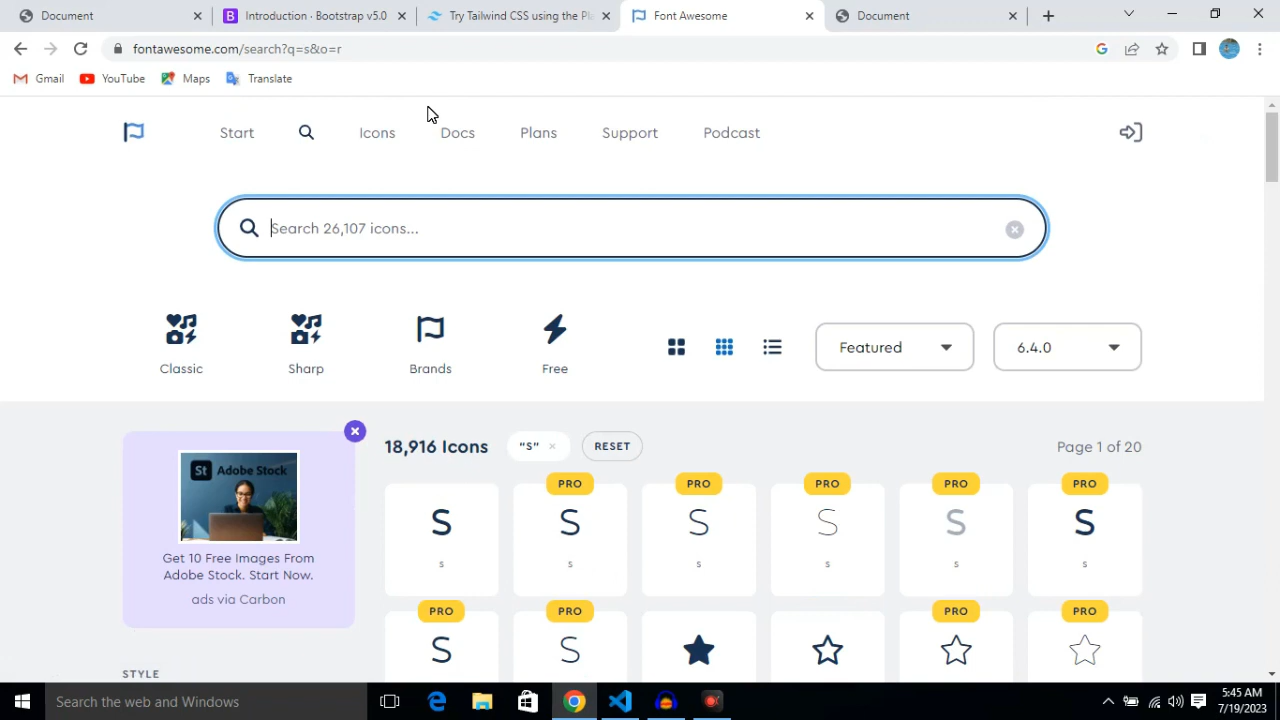 Document
Introduction · Bootstrap v5.0
Try Tailwind CSS using the Pl
Font Awesome
Document
fontawesome.com/search?q=s&o=r
Gmail
YouTube
Maps
Translate
Start
Icons
Docs
Plans
Support
Podcast
Search 26,107 icons...
Classic
Sharp
Brands
Free
Featured
6.4.0
St Adobe Stock
Get 10 Free Images From
Adobe Stock. Start Now.
ads via Carbon
STYLE
18,916 Icons
"S" ×
RESET
Page 1 of 20
PRO PRO PRO PRO PRO
S S S S S S
s s s s s s
PRO PRO PRO PRO
S S
Search the web and Windows
5:45 AM
7/19/2023